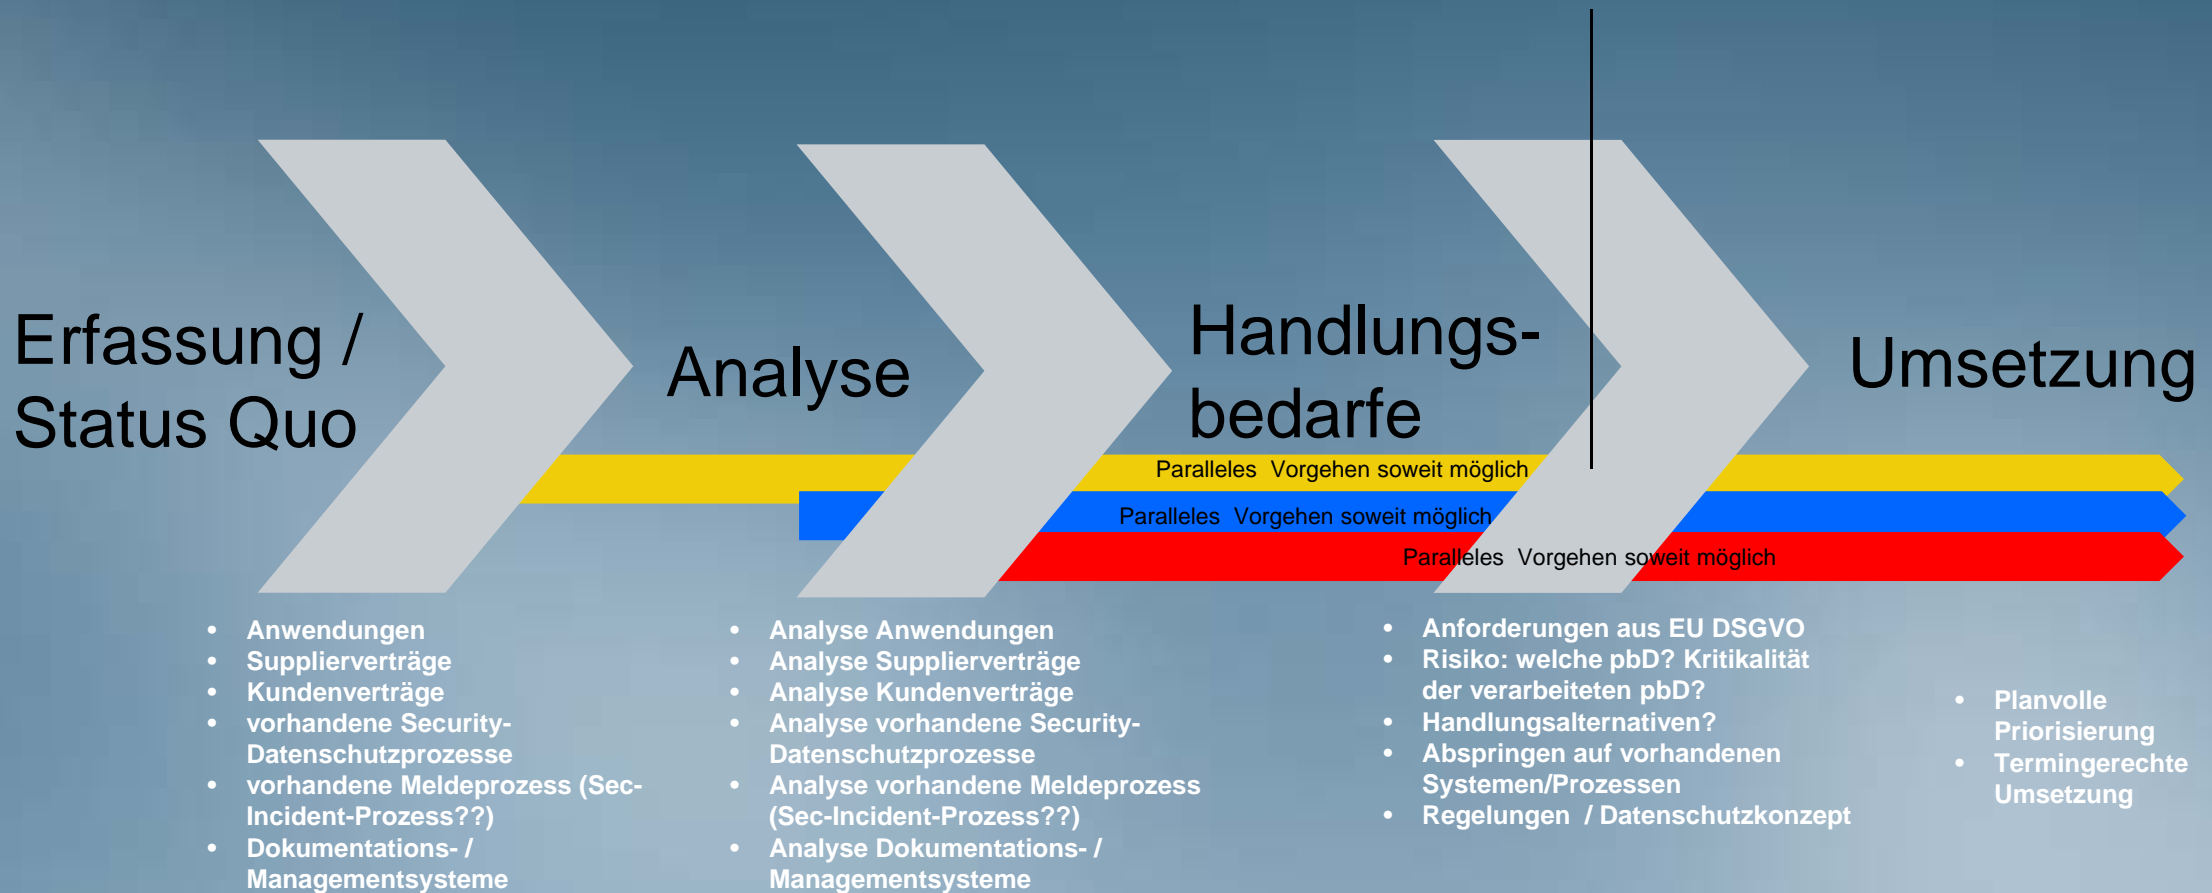 Erfassung /
Status Quo
Analyse
Handlungs-
bedarfe
Umsetzung
Paralleles Vorgehen soweit möglich
Paralleles Vorgehen soweit möglich
Paralleles Vorgehen soweit möglich
• Anwendungen
• Supplierverträge
• Kundenverträge
• vorhandene Security-
Datenschutzprozesse
• vorhandene Meldeprozess (Sec-
Incident-Prozess??)
• Dokumentations- /
Managementsysteme
• Analyse Anwendungen
• Analyse Supplierverträge
• Analyse Kundenverträge
• Analyse vorhandene Security-
Datenschutzprozesse
• Analyse vorhandene Meldeprozess
(Sec-Incident-Prozess??)
• Analyse Dokumentations- /
Managementsysteme
• Anforderungen aus EU DSGVO
• Risiko: welche pbD? Kritikalität
der verarbeiteten pbD?
• Handlungsalternativen?
• Abspringen auf vorhandenen
Systemen/Prozessen
• Regelungen / Datenschutzkonzept
• Planvolle
Priorisierung
• Termingerechte
Umsetzung